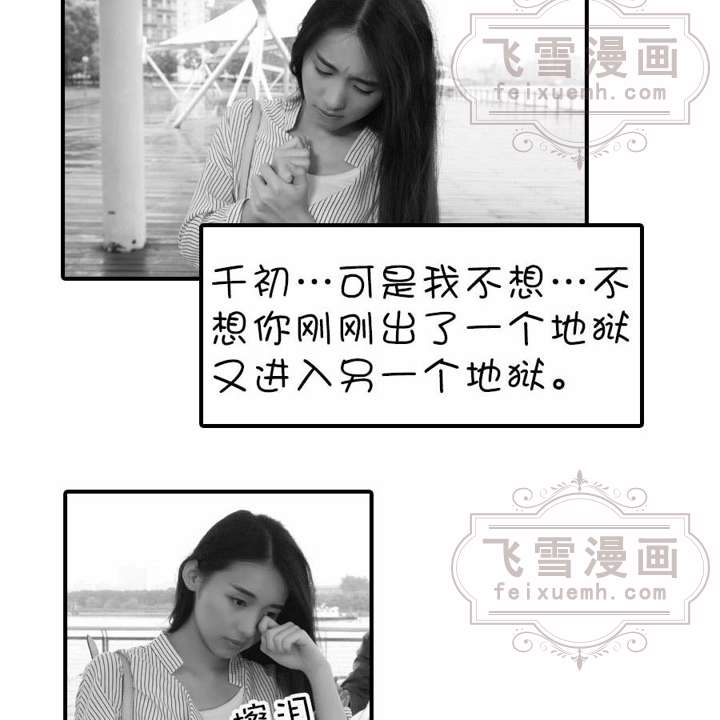 飞雪漫画
feixuemh.com
千初…可是我不想…不
想你刚刚出了一个地狱
又进入另一个地狱。
飞雪漫画
feixuemh.com
擦泪